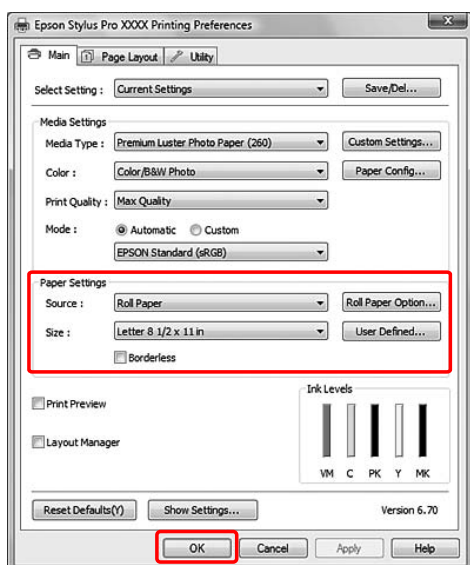 Epson Stylus Pro XXXX Printing Preferences
Main Page Layout Utility
Select Setting : Current Settings Save/Del...
Media Settings
Media Type : Premium Luster Photo Paper (260) Custom Settings...
Color : Color/B&W Photo Paper Config...
Print Quality : Max Quality
Mode : Automatic Custom
EPSON Standard (sRGB)
Paper Settings
Source : Roll Paper Roll Paper Option...
Size : Letter 8 1/2 x 11 in User Defined...
Borderless
Print Preview
Ink Levels
Layout Manager
VM C PK Y MK
Reset Defaults(Y) Show Settings... Version 6.70
OK Cancel Apply Help